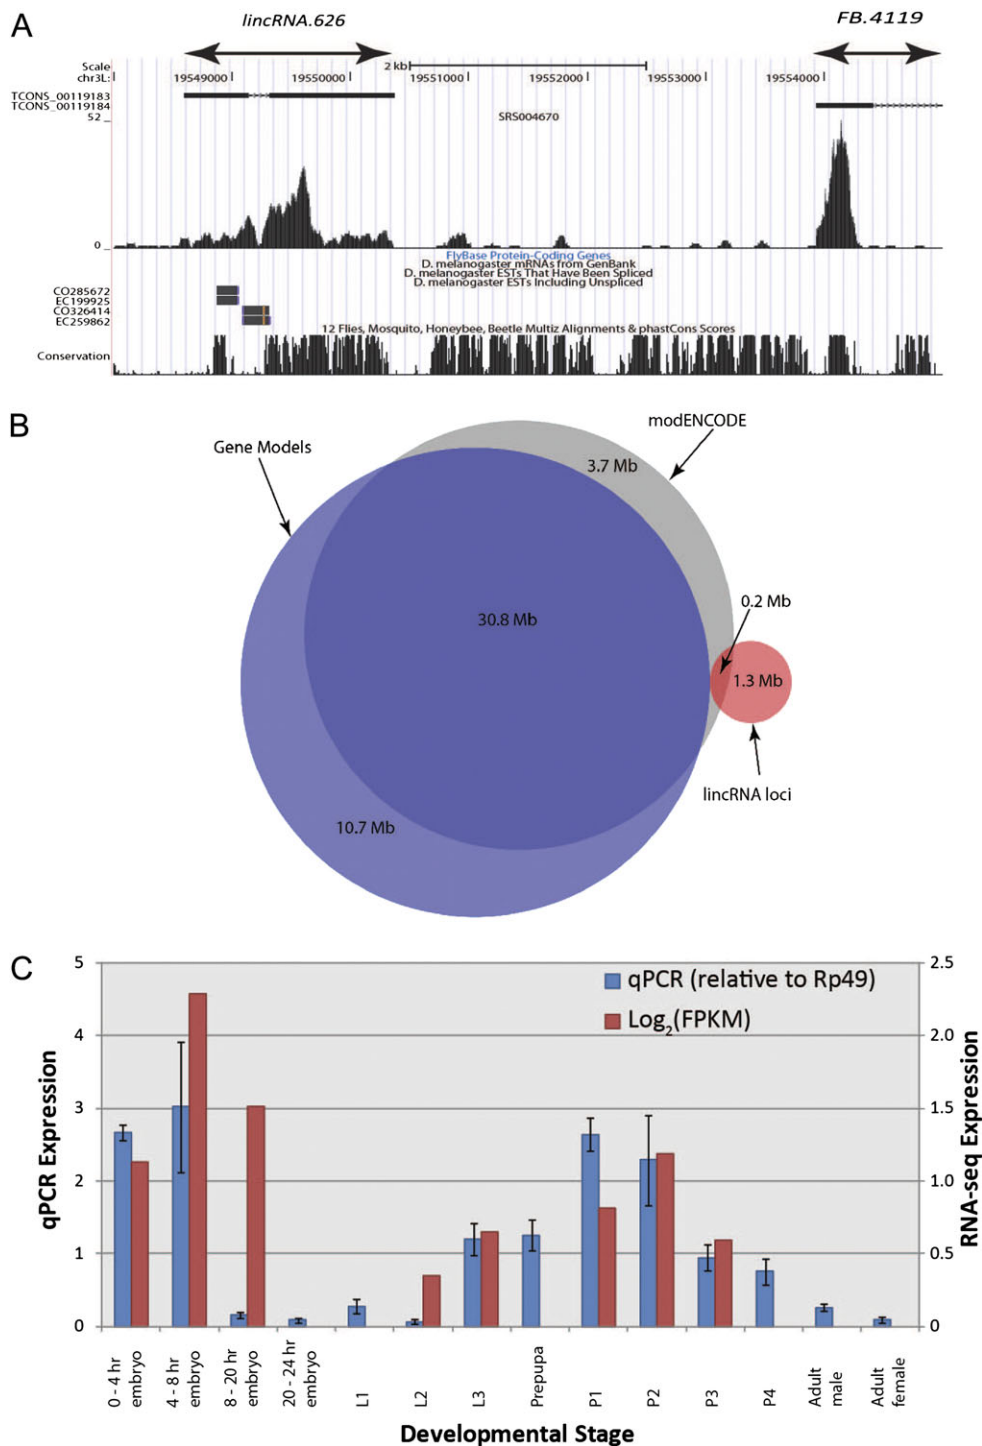 A
lincRNA.626
FB.4119
Scale
2 kb
chr3L:
19549000
19550000
19551000
19552000
19553000
19554000
TCONS_00119183
TCONS_00119184
52
SRS004670
0
FlyBase Protein-Coding Genes
D. melanogaster mRNAs from GenBank
D. melanogaster ESTs That Have Been Spliced
D. melanogaster ESTs Including Unspliced
CO285672
EC199925
CO326414
EC259862
12 Flies, Mosquito, Honeybee, Beetle Multiz Alignments & phastCons Scores
Conservation
B
modENCODE
Gene Models
3.7 Mb
0.2 Mb
30.8 Mb
1.3 Mb
lincRNA loci
10.7 Mb
C
qPCR (relative to Rp49)
Log2(FPKM)
5
4
3
2
1
0
qPCR Expression
2.5
2.0
1.5
1.0
0.5
0
RNA-seq Expression
0 - 4 hr embryo
4 - 8 hr embryo
8 - 20 hr embryo
20 - 24 hr embryo
L1
L2
L3
Prepupa
P1
P2
P3
P4
Adult male
Adult female
Developmental Stage